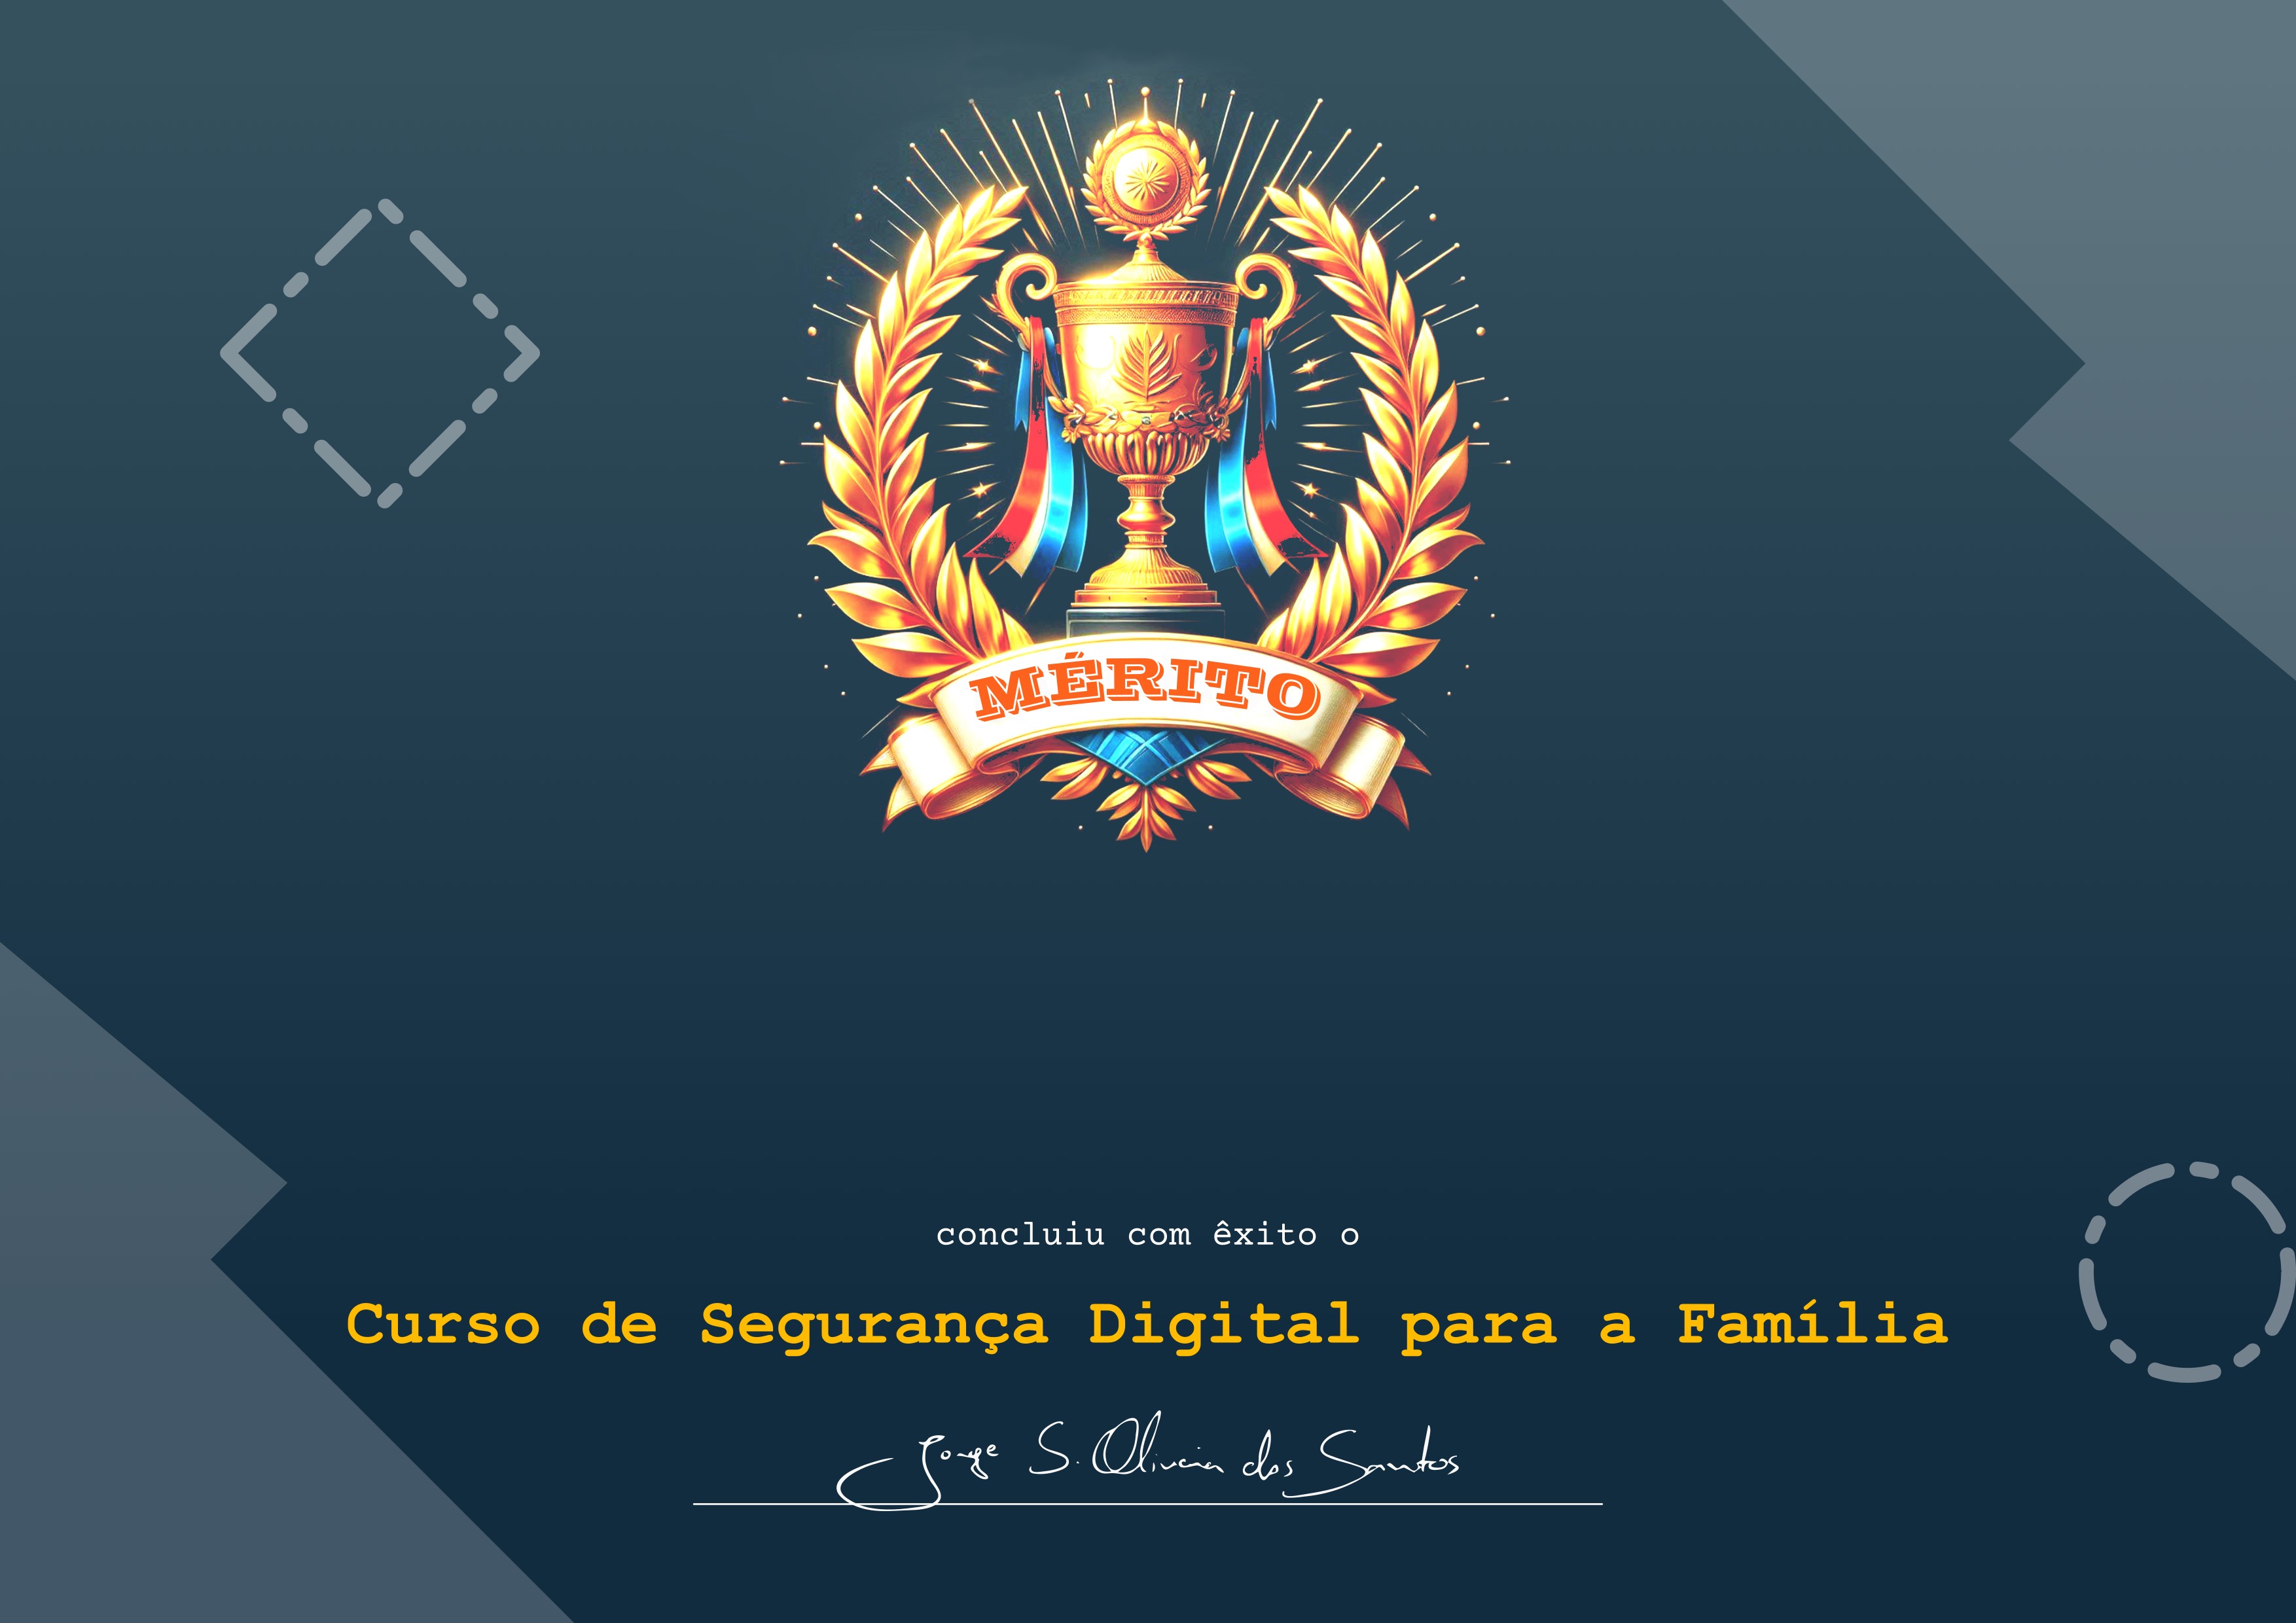 MÉRITO
concluiu com êxito o
Curso de Segurança Digital para a Família
Jorge S. Oliveira dos Santos